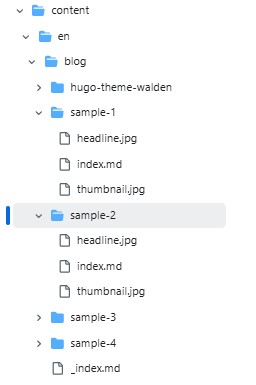 content
en
blog
hugo-theme-walden
sample-1
headline.jpg
index.md
thumbnail.jpg
sample-2
headline.jpg
index.md
thumbnail.jpg
sample-3
sample-4
_index.md